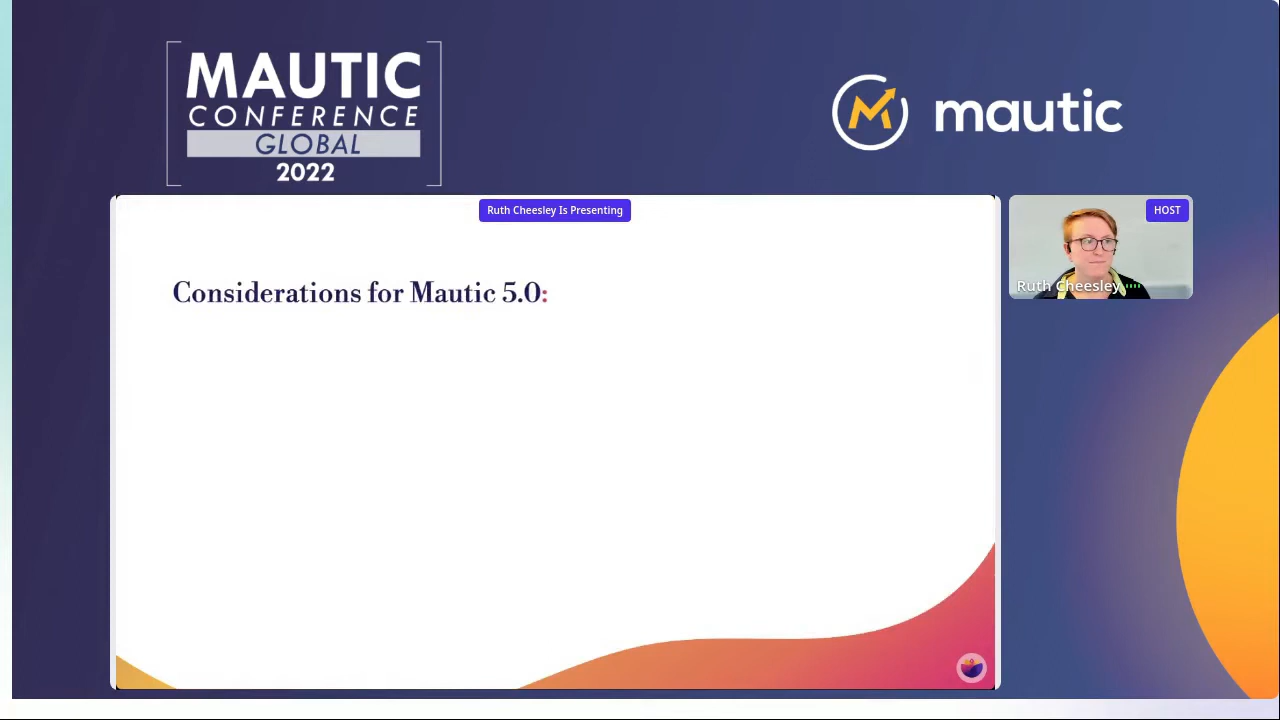 MAUTIC
CONFERENCE
GLOBAL
2022
mautic
Ruth Cheesley Is Presenting
HOST
Ruth Cheesley
Considerations for Mautic 5.0: